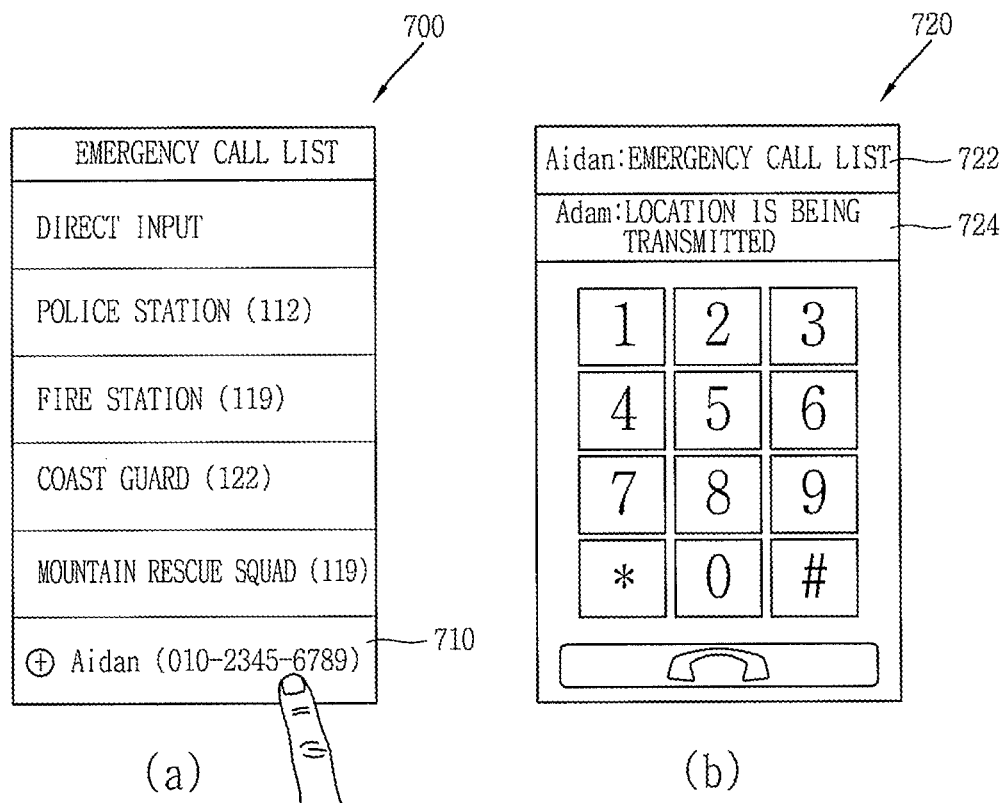 700
EMERGENCY CALL LIST
DIRECT INPUT
POLICE STATION (112)
FIRE STATION (119)
COAST GUARD (122)
MOUNTAIN RESCUE SQUAD (119)
Aidan (010-2345-6789)
710
(a)
720
Aidan:EMERGENCY CALL LIST
722
Adam:LOCATION IS BEING
TRANSMITTED
724
1 2 3
4 5 6
7 8 9
* 0 #
(b)